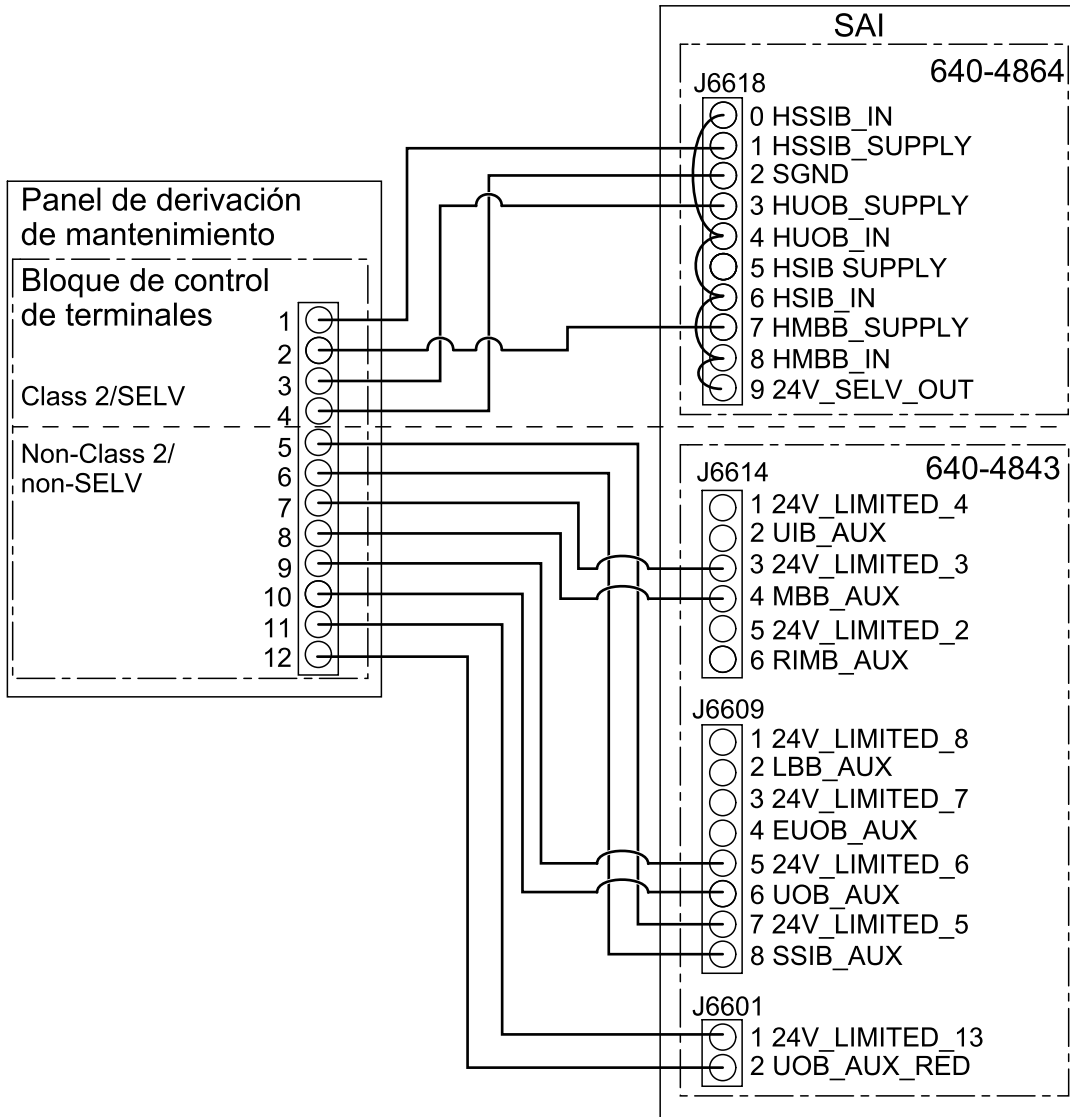 SAI
640-4864
J6618
0 HSSIB_IN
1 HSSIB_SUPPLY
2 SGND
3 HUOB_SUPPLY
4 HUOB_IN
5 HSIB SUPPLY
6 HSIB_IN
7 HMBB_SUPPLY
8 HMBB_IN
9 24V_SELV_OUT
Panel de derivación
de mantenimiento
Bloque de control
de terminales
Class 2/SELV
Non-Class 2/
non-SELV
1
2
3
4
5
6
7
8
9
10
11
12
640-4843
J6614
1 24V_LIMITED_4
2 UIB_AUX
3 24V_LIMITED_3
4 MBB_AUX
5 24V_LIMITED_2
6 RIMB_AUX
J6609
1 24V_LIMITED_8
2 LBB_AUX
3 24V_LIMITED_7
4 EUOB_AUX
5 24V_LIMITED_6
6 UOB_AUX
7 24V_LIMITED_5
8 SSIB_AUX
J6601
1 24V_LIMITED_13
2 UOB_AUX_RED